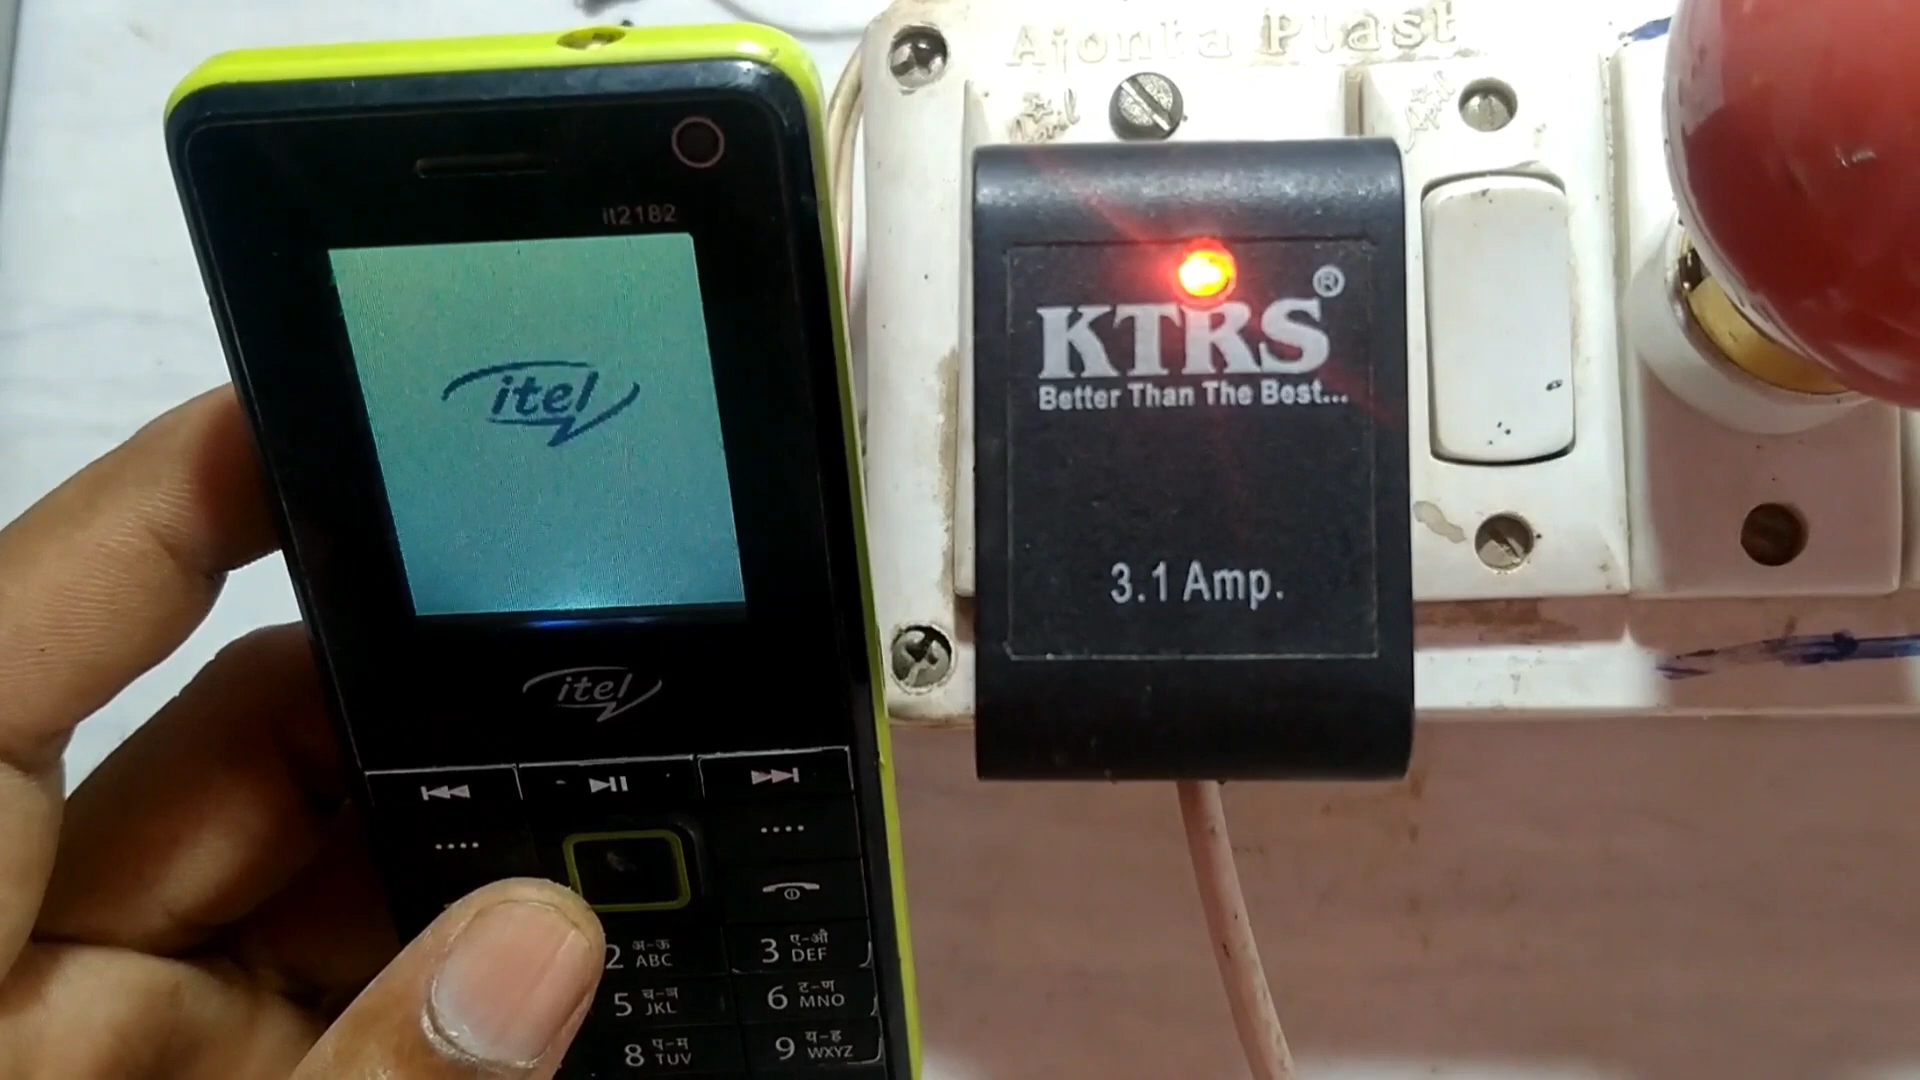 Ajonta Plast
it2182
itel
itel
KTRS®
Better Than The Best...
3.1 Amp.
2 अ-ऊ ABC
3 ए-औ DEF
5 च-ञ JKL
6 ट-ण MNO
8 प-म TUV
9 य-ह WXYZ